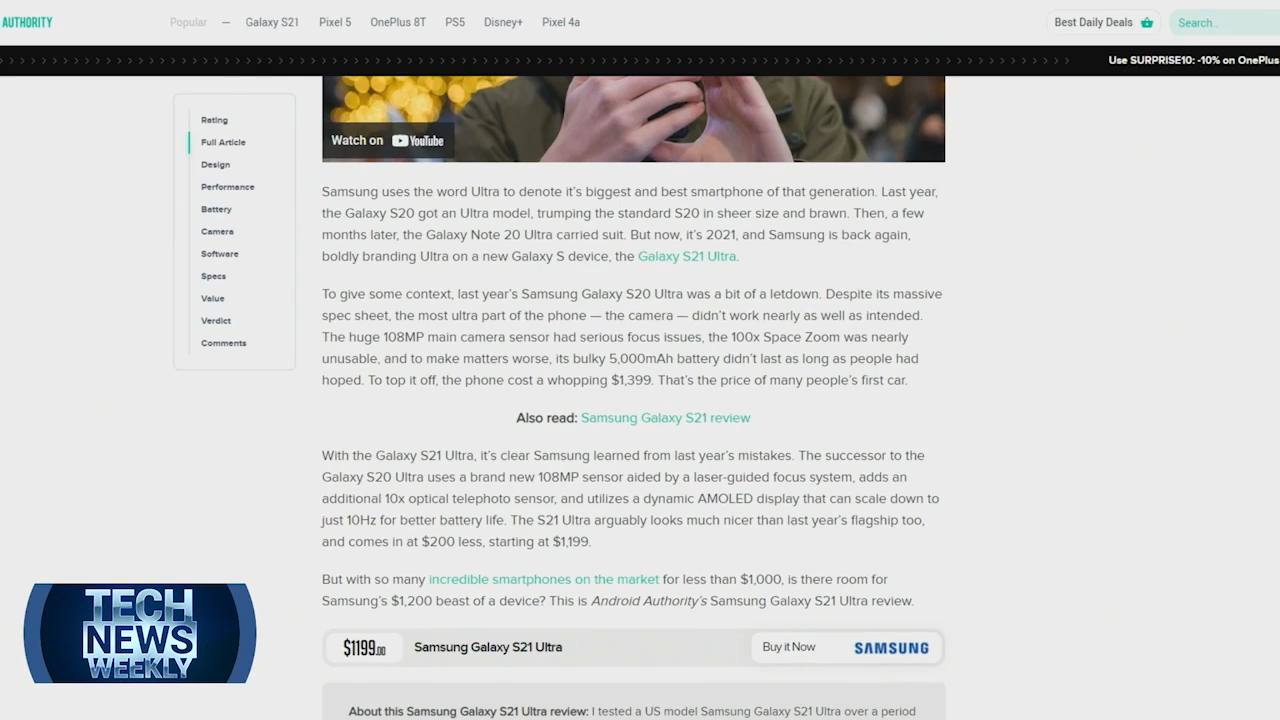 AUTHORITY
Popular — Galaxy S21 Pixel 5 OnePlus 8T PS5 Disney+ Pixel 4a
Best Daily Deals
Search..
Use SURPRISE10: -10% on OnePlus
Rating
Full Article
Design
Performance
Battery
Camera
Software
Specs
Value
Verdict
Comments
Watch on YouTube
Samsung uses the word Ultra to denote it's biggest and best smartphone of that generation. Last year,
the Galaxy S20 got an Ultra model, trumping the standard S20 in sheer size and brawn. Then, a few
months later, the Galaxy Note 20 Ultra carried suit. But now, it's 2021, and Samsung is back again,
boldly branding Ultra on a new Galaxy S device, the Galaxy S21 Ultra.
To give some context, last year's Samsung Galaxy S20 Ultra was a bit of a letdown. Despite its massive
spec sheet, the most ultra part of the phone — the camera — didn't work nearly as well as intended.
The huge 108MP main camera sensor had serious focus issues, the 100x Space Zoom was nearly
unusable, and to make matters worse, its bulky 5,000mAh battery didn't last as long as people had
hoped. To top it off, the phone cost a whopping $1,399. That's the price of many people's first car.
Also read: Samsung Galaxy S21 review
With the Galaxy S21 Ultra, it's clear Samsung learned from last year's mistakes. The successor to the
Galaxy S20 Ultra uses a brand new 108MP sensor aided by a laser-guided focus system, adds an
additional 10x optical telephoto sensor, and utilizes a dynamic AMOLED display that can scale down to
just 10Hz for better battery life. The S21 Ultra arguably looks much nicer than last year's flagship too,
and comes in at $200 less, starting at $1,199.
But with so many incredible smartphones on the market for less than $1,000, is there room for
Samsung's $1,200 beast of a device? This is Android Authority's Samsung Galaxy S21 Ultra review.
$1199.00 Samsung Galaxy S21 Ultra Buy it Now SAMSUNG
About this Samsung Galaxy S21 Ultra review: I tested a US model Samsung Galaxy S21 Ultra over a period
TECH
NEWS
WEEKLY